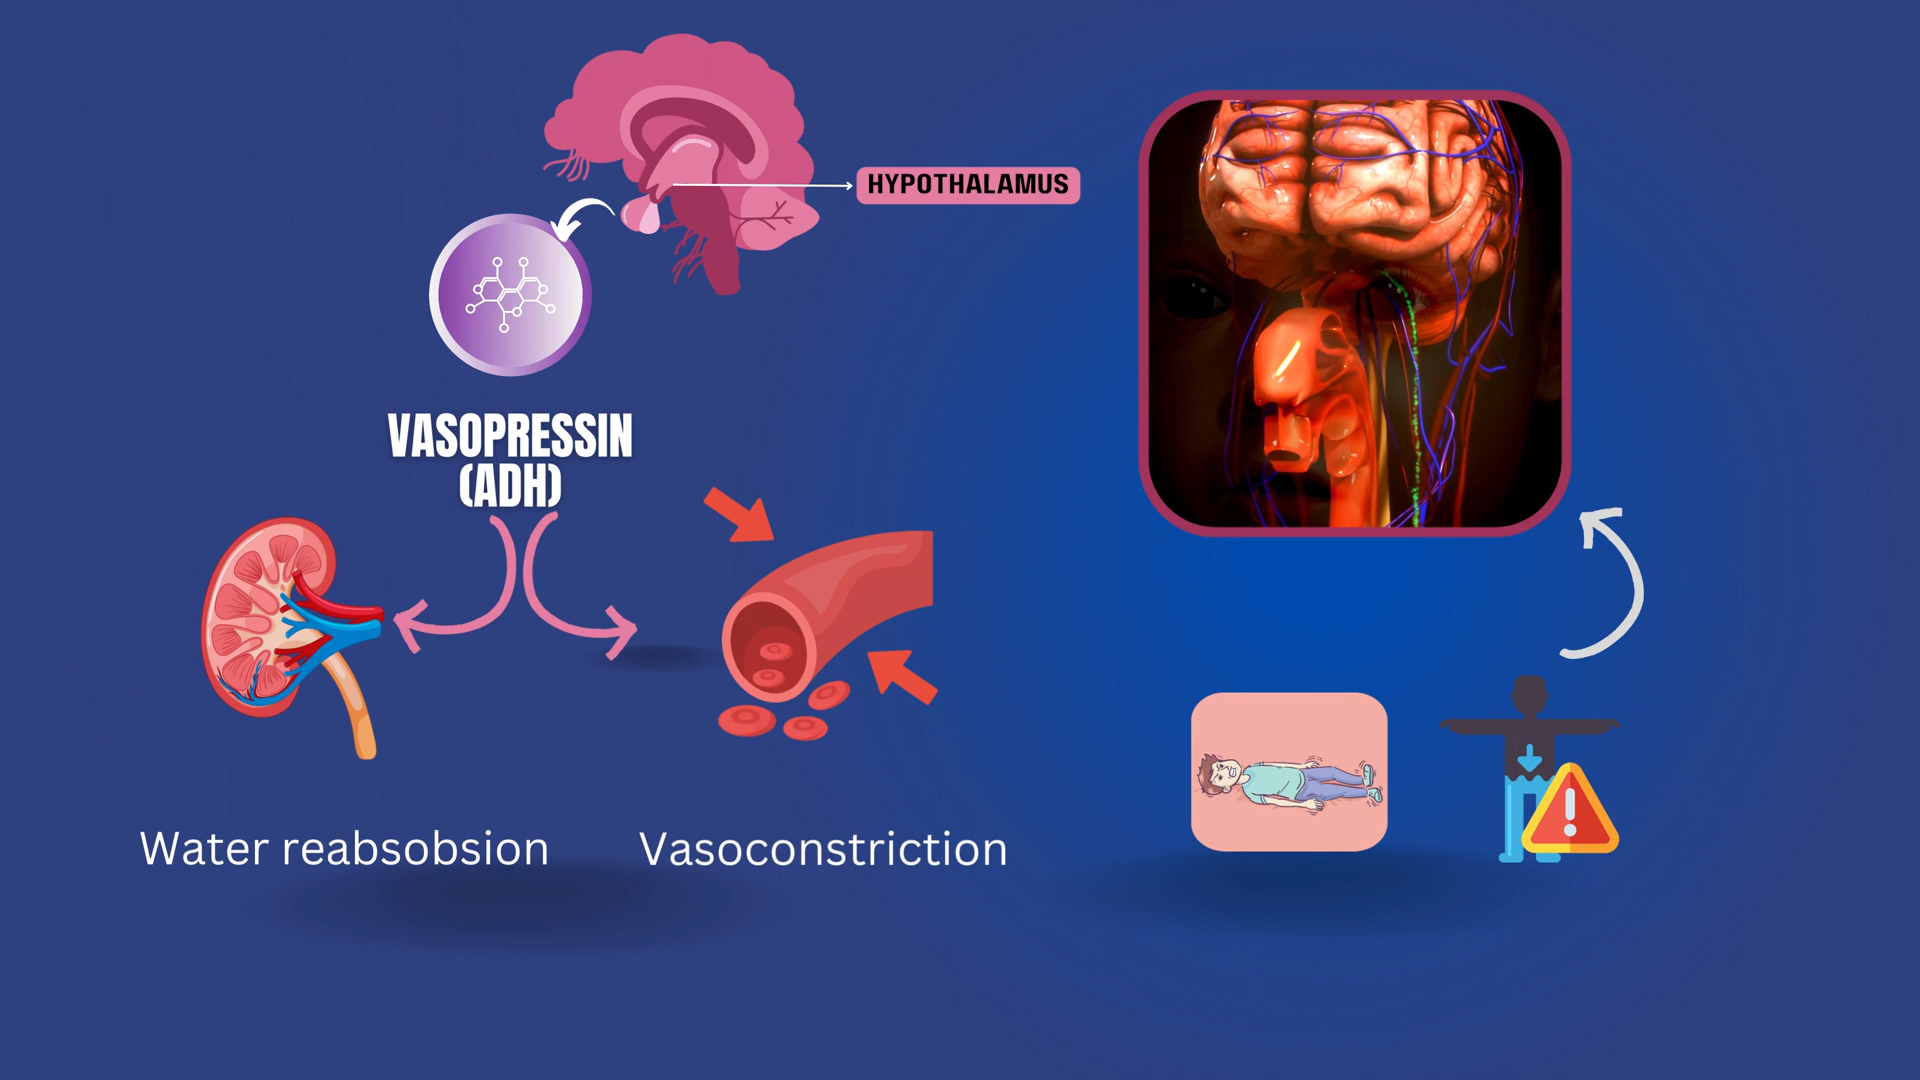 HYPOTHALAMUS
VASOPRESSIN
(ADH)
Water reabsobsion
Vasoconstriction